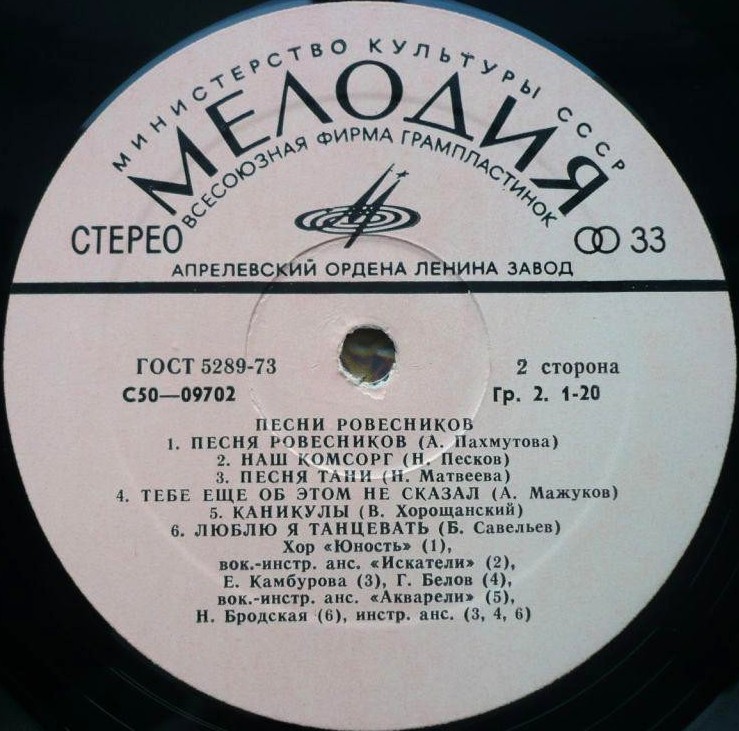 МИНИСТЕРСТВО КУЛЬТУРЫ СССР
МЕЛОДИЯ
ВСЕСОЮЗНАЯ ФИРМА ГРАМПЛАСТИНОК
СТЕРЕО
33
АПРЕЛЕВСКИЙ ОРДЕНА ЛЕНИНА ЗАВОД
ГОСТ 5289-73 2 сторона
С50—09702 Гр. 2. 1-20
ПЕСНИ РОВЕСНИКОВ
1. ПЕСНЯ РОВЕСНИКОВ (А. Пахмутова)
2. НАШ КОМСОРГ (Н. Песков)
3. ПЕСНЯ ТАНИ (Н. Матвеева)
4. ТЕБЕ ЕЩЕ ОБ ЭТОМ НЕ СКАЗАЛ (А. Мажуков)
5. КАНИКУЛЫ (В. Хорощанский)
6. ЛЮБЛЮ Я ТАНЦЕВАТЬ (Б. Савельев)
Хор «Юность» (1),
вок.-инстр. анс. «Искатели» (2),
Е. Камбурова (3), Г. Белов (4),
вок.-инстр. анс. «Акварели» (5),
Н. Бродская (6), инстр. анс. (3, 4, 6)